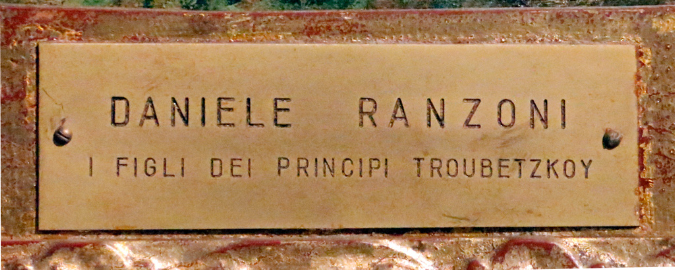 DANIELE RANZONI
I FIGLI DEI PRINCIPI TROUBETZKOY